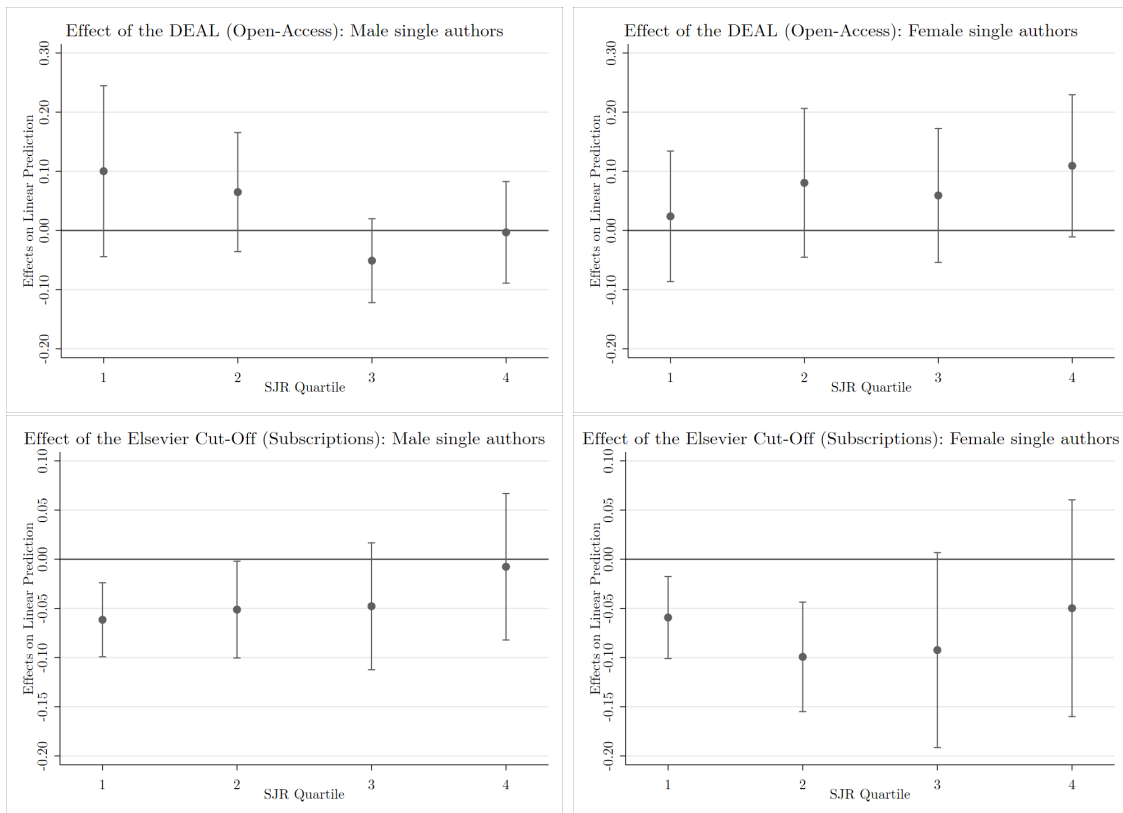 Effect of the DEAL (Open-Access): Male single authors
Effects on Linear Prediction
0.30
0.20
0.10
0.00
-0.10
-0.20
1 2 3 4
SJR Quartile
Effect of the DEAL (Open-Access): Female single authors
Effects on Linear Prediction
0.30
0.20
0.10
0.00
-0.10
-0.20
1 2 3 4
SJR Quartile
Effect of the Elsevier Cut-Off (Subscriptions): Male single authors
Effects on Linear Prediction
0.10
0.05
0.00
-0.05
-0.10
-0.15
-0.20
1 2 3 4
SJR Quartile
Effect of the Elsevier Cut-Off (Subscriptions): Female single authors
Effects on Linear Prediction
0.10
0.05
0.00
-0.05
-0.10
-0.15
-0.20
1 2 3 4
SJR Quartile